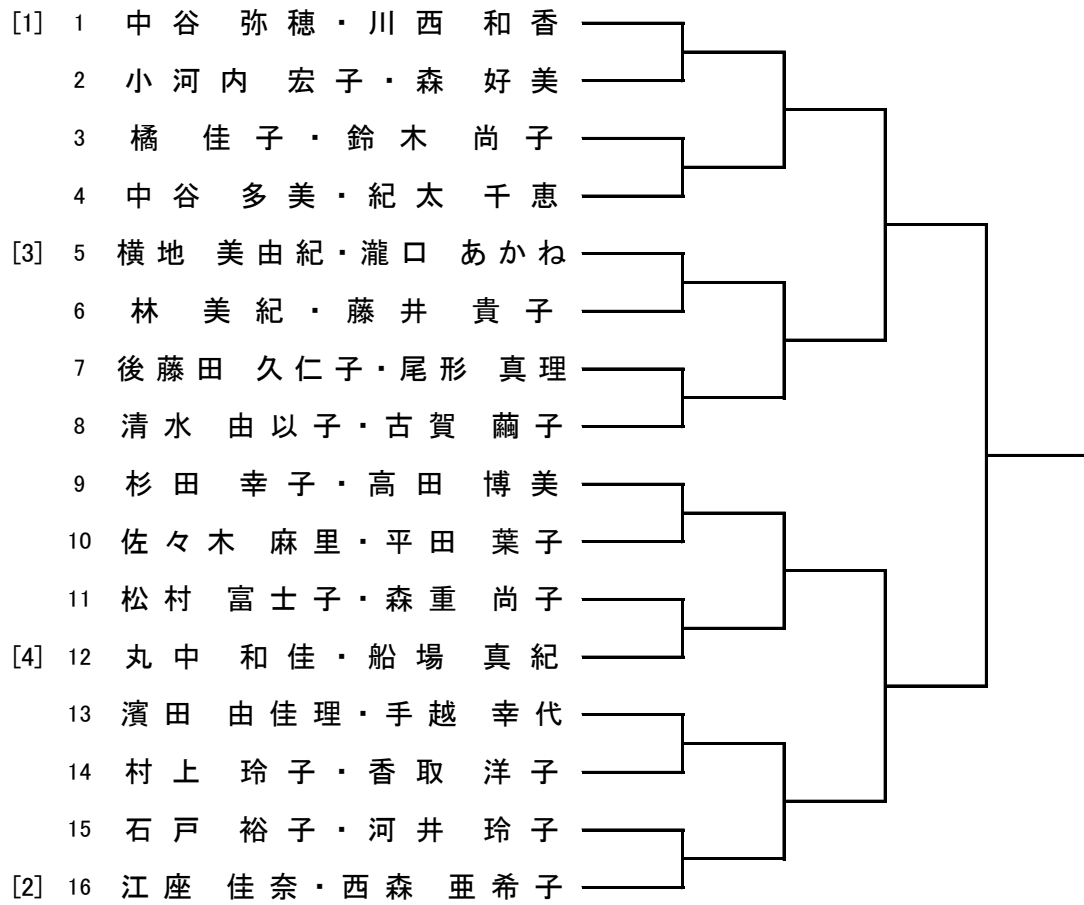 [1] 1 中谷 弥穂・川西 和香
2 小河内 宏子・森 好美
3 橘 佳子・鈴木 尚子
4 中谷 多美・紀太 千恵
[3] 5 横地 美由紀・瀧口 あかね
6 林 美紀・藤井 貴子
7 後藤田 久仁子・尾形 真理
8 清水 由以子・古賀 繭子
9 杉田 幸子・高田 博美
10 佐々木 麻里・平田 葉子
11 松村 富士子・森重 尚子
[4] 12 丸中 和佳・船場 真紀
13 濱田 由佳理・手越 幸代
14 村上 玲子・香取 洋子
15 石戸 裕子・河井 玲子
[2] 16 江座 佳奈・西森 亜希子